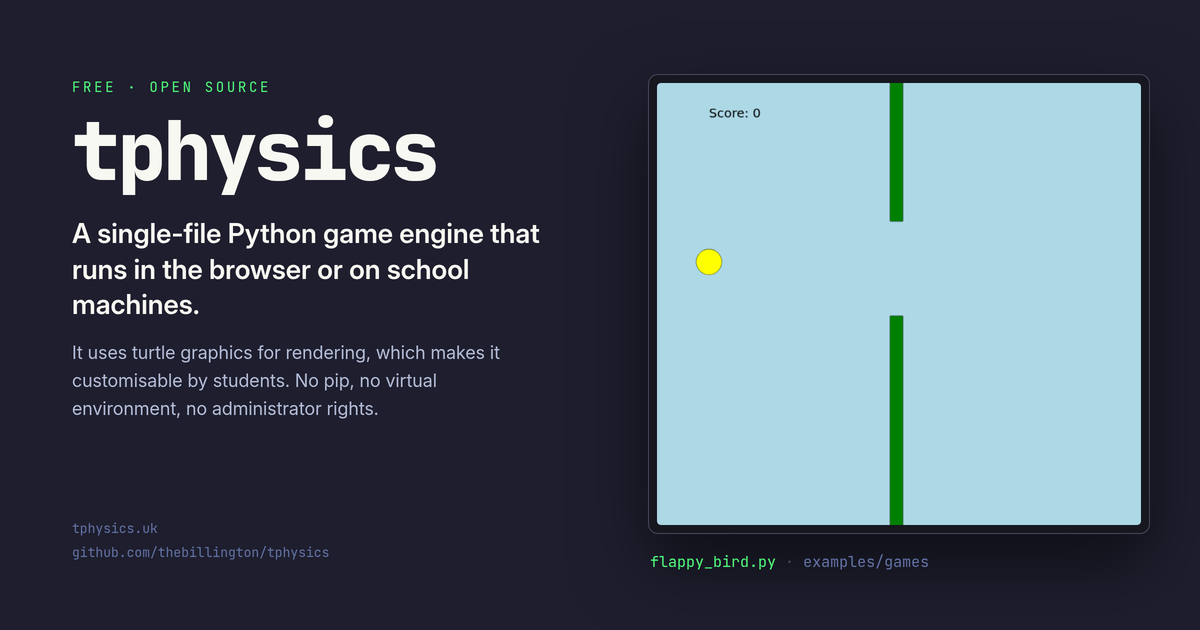 FREE · OPEN SOURCE
tphysics
A single-file Python game engine that
runs in the browser or on school
machines.
It uses turtle graphics for rendering, which makes it
customisable by students. No pip, no virtual
environment, no administrator rights.
tphysics.uk
github.com/thebillington/tphysics
Score: 0
flappy_bird.py · examples/games